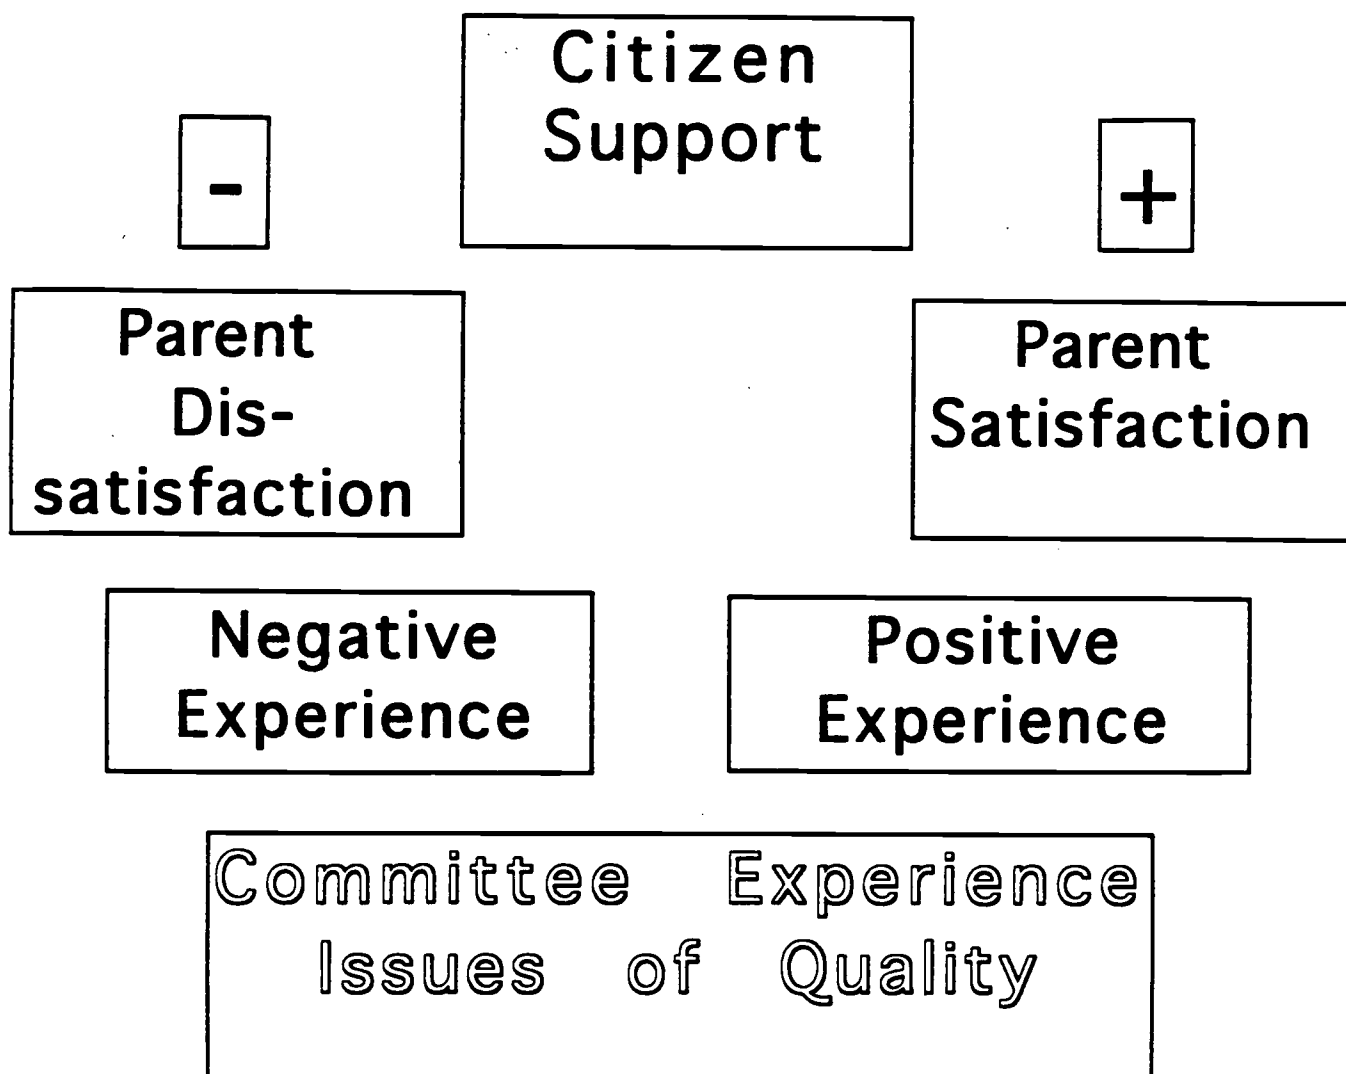 Citizen
Support
-
+
Parent
Dis-
satisfaction
Parent
Satisfaction
Negative
Experience
Positive
Experience
Committee Experience
Issues of Quality